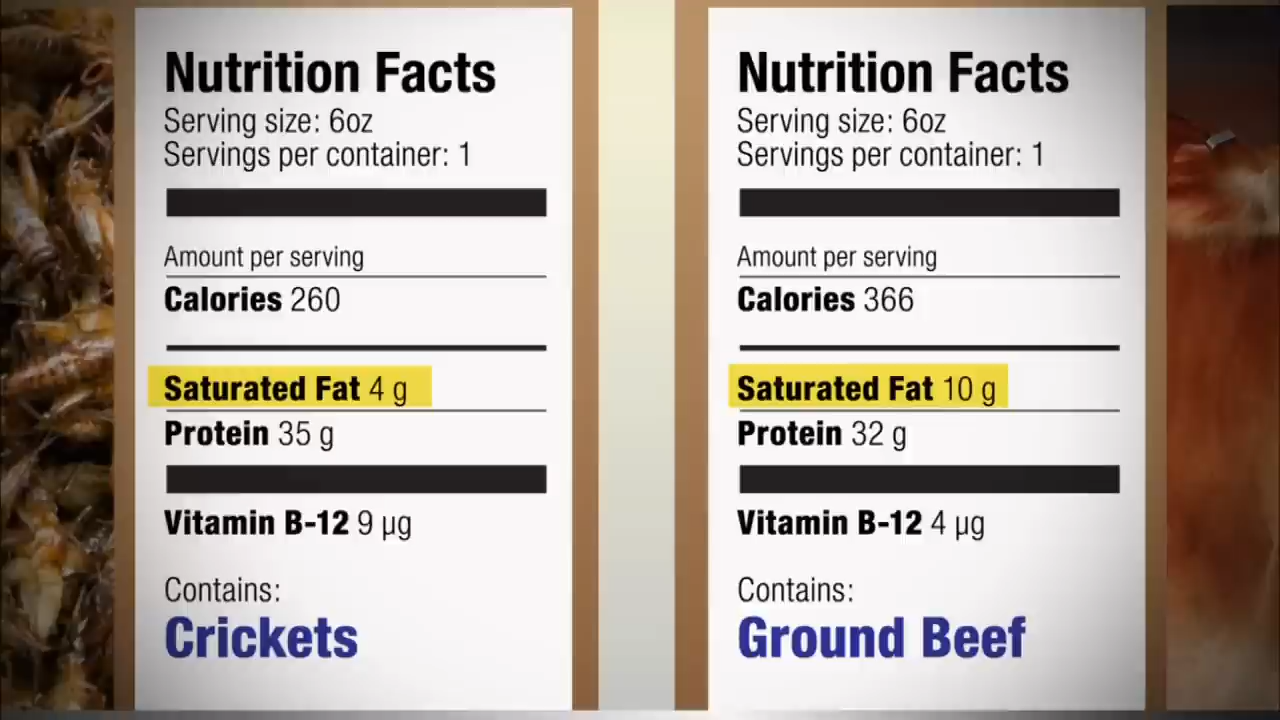 Nutrition Facts
Serving size: 6oz
Servings per container: 1
Amount per serving
Calories 260
Saturated Fat 4 g
Protein 35 g
Vitamin B-12 9 µg
Contains:
Crickets
Nutrition Facts
Serving size: 6oz
Servings per container: 1
Amount per serving
Calories 366
Saturated Fat 10 g
Protein 32 g
Vitamin B-12 4 µg
Contains:
Ground Beef